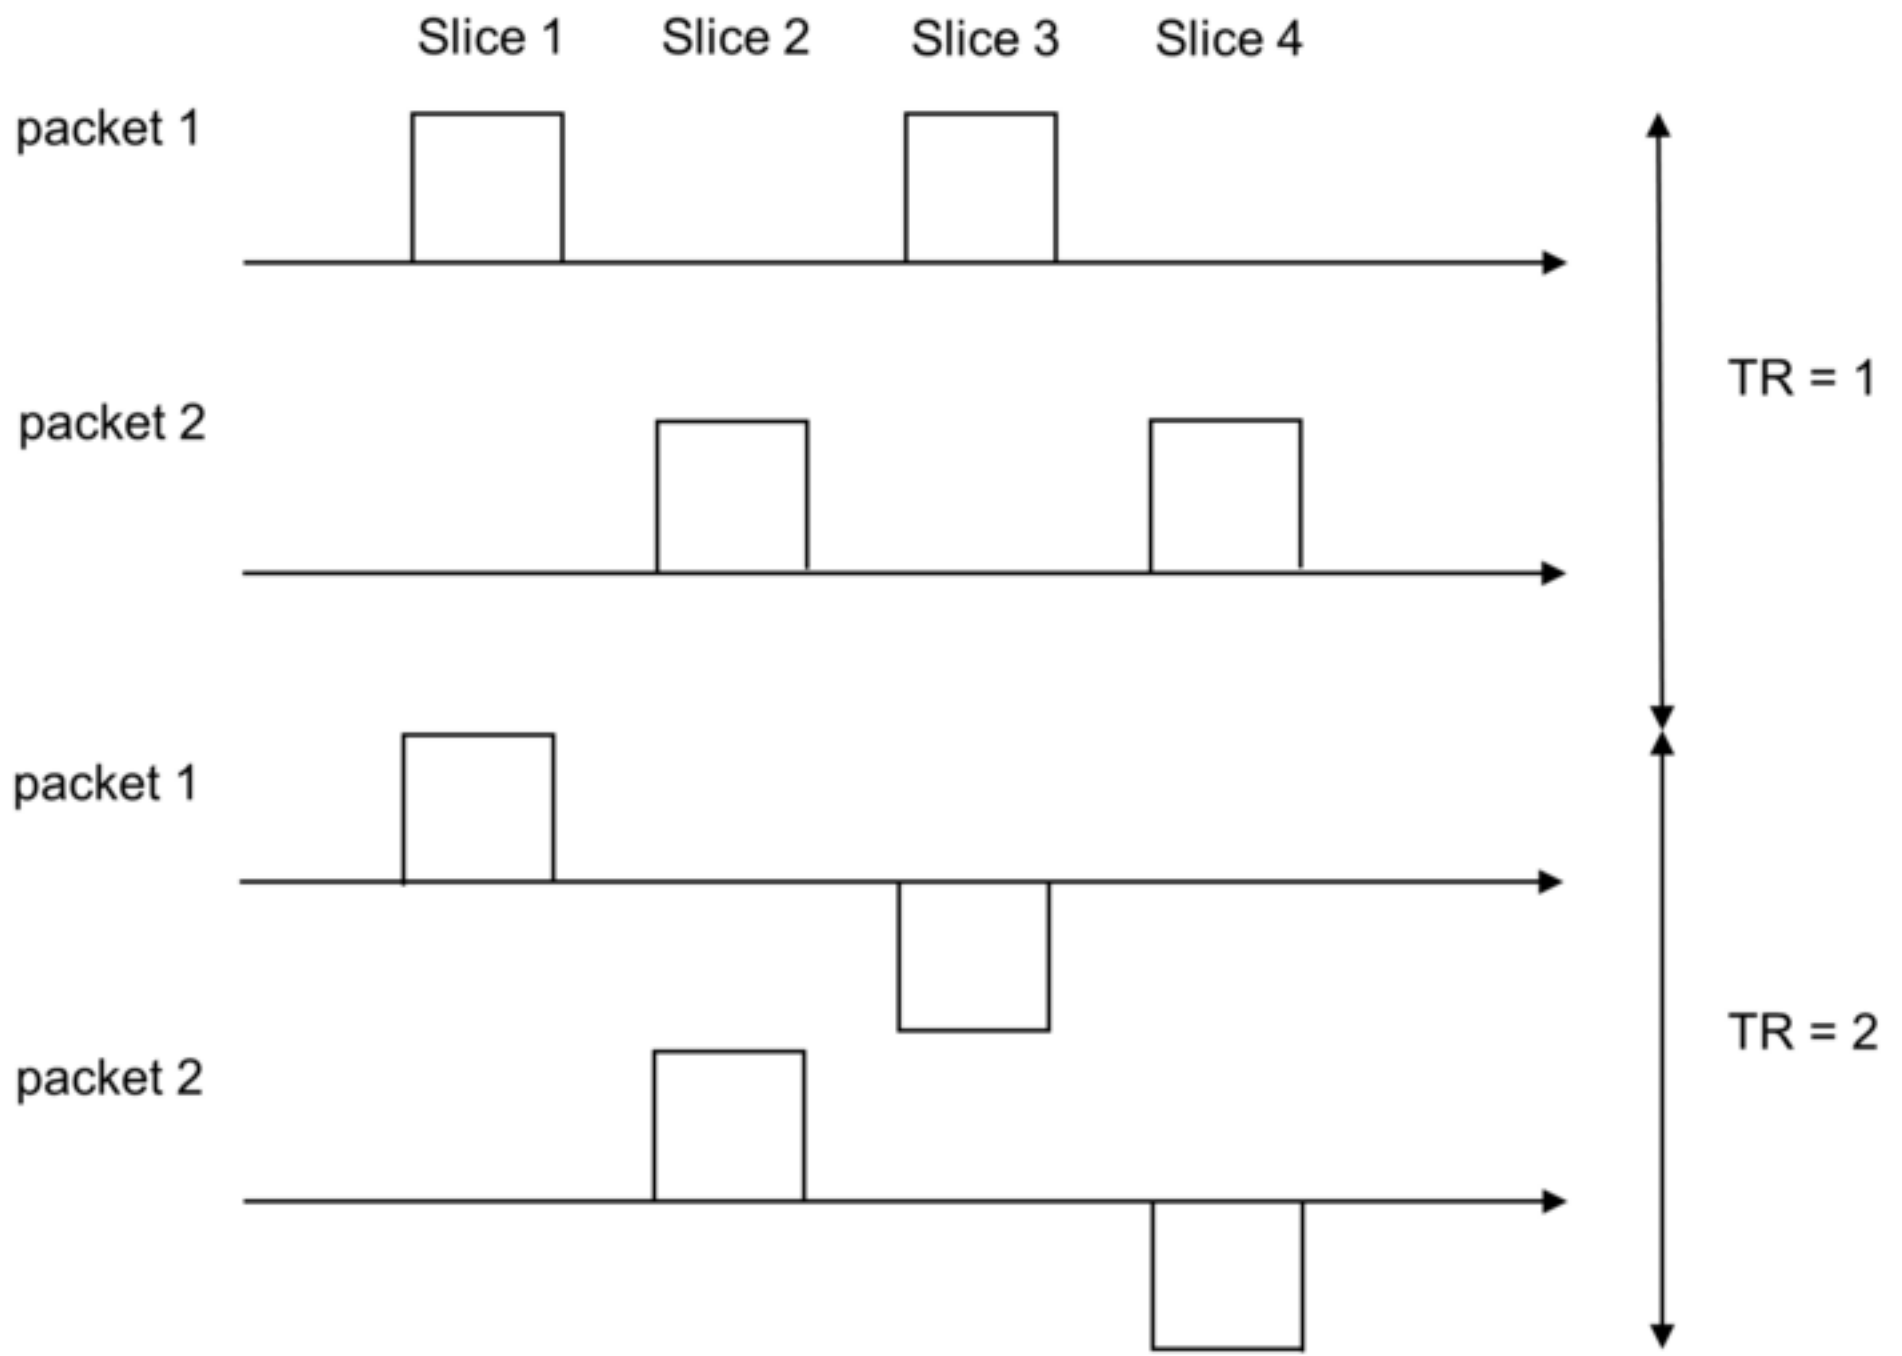 Slice 1 Slice 2 Slice 3 Slice 4
packet 1
TR = 1
packet 2
packet 1
TR = 2
packet 2